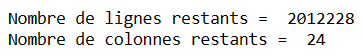 Nombre de lignes restants =  2012228
Nombre de colonnes restants =  24